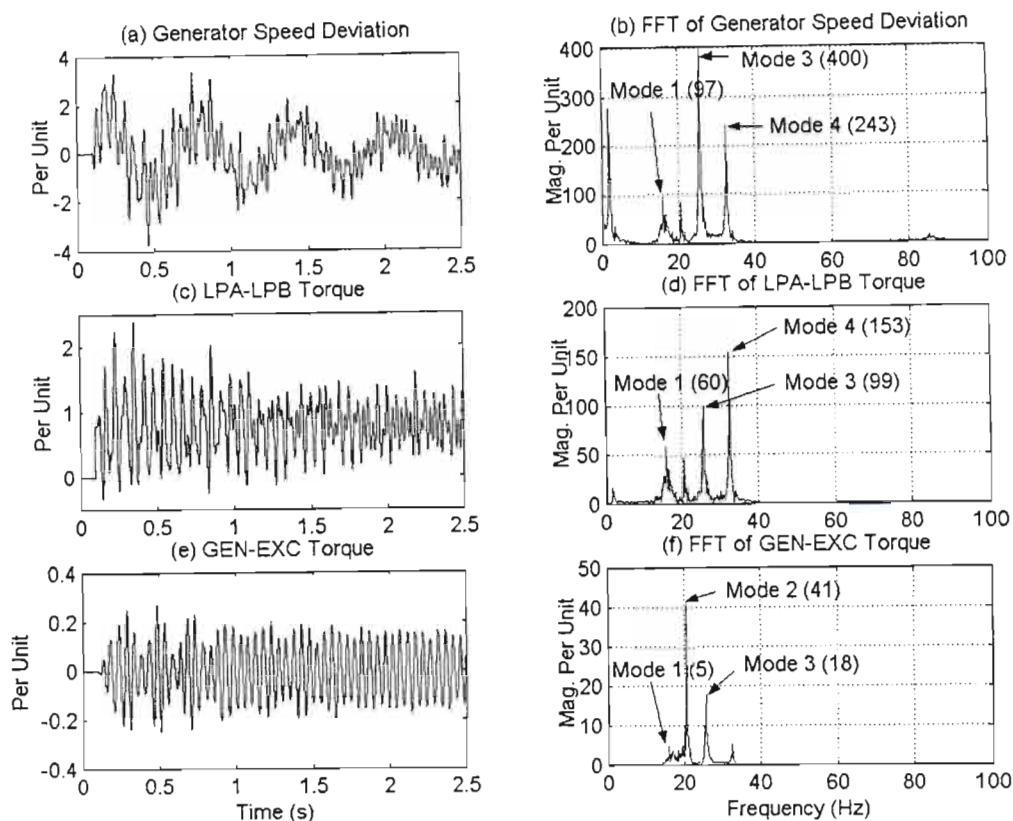 (a) Generator Speed Deviation
4
2
0
-2
-4
Per Unit
0 0.5 1 1.5 2 2.5
(b) FFT of Generator Speed Deviation
400
300
200
100
0
Mag. Per Unit
Mode 3 (400)
Mode 1 (97)
Mode 4 (243)
0 20 40 60 80 100
(c) LPA-LPB Torque
2
1
0
Per Unit
0 0.5 1 1.5 2 2.5
(d) FFT of LPA-LPB Torque
200
150
100
50
0
Mag. Per Unit
Mode 4 (153)
Mode 1 (60)
Mode 3 (99)
0 20 40 60 80 100
(e) GEN-EXC Torque
0.4
0.2
0
-0.2
-0.4
Per Unit
0 0.5 1 1.5 2 2.5
Time (s)
(f) FFT of GEN-EXC Torque
50
40
30
20
10
0
Mag. Per Unit
Mode 2 (41)
Mode 1 (5)
Mode 3 (18)
0 20 40 60 80 100
Frequency (Hz)